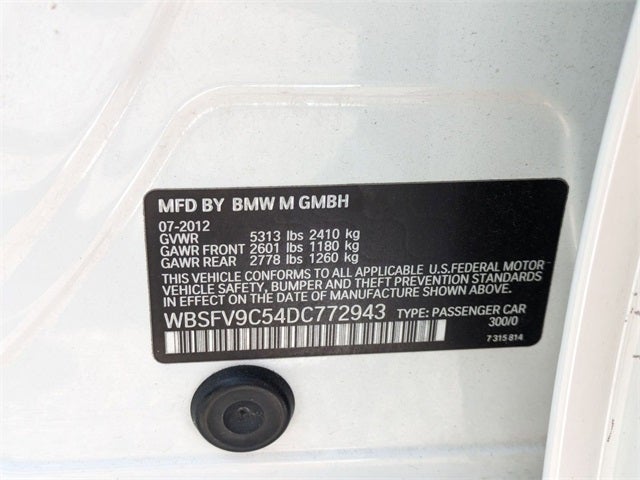 MFD BY BMW M GMBH
07-2012
GVWR 5313 lbs 2410 kg
GAWR FRONT 2601 lbs 1180 kg
GAWR REAR 2778 lbs 1260 kg
THIS VEHICLE CONFORMS TO ALL APPLICABLE U.S.FEDERAL MOTOR
VEHICLE SAFETY, BUMPER AND THEFT PREVENTION STANDARDS
IN EFFECT ON THE DATE OF MANUFACTURE SHOWN ABOVE.
WBSFV9C54DC772943 TYPE: PASSENGER CAR
300/0
7 315 814